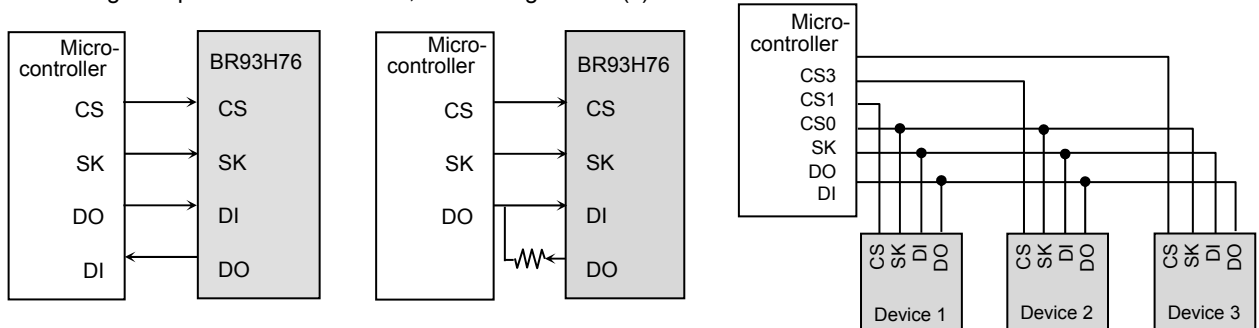 Micro-
controller
CS
SK
DO
DI
BR93H76
CS
SK
DI
DO
Micro-
controller
CS
SK
DO
BR93H76
CS
SK
DI
DO
Micro-
controller
CS3
CS1
CS0
SK
DO
DI
CS
SK
DI
DO
Device 1
CS
SK
DI
DO
Device 2
CS
SK
DI
DO
Device 3